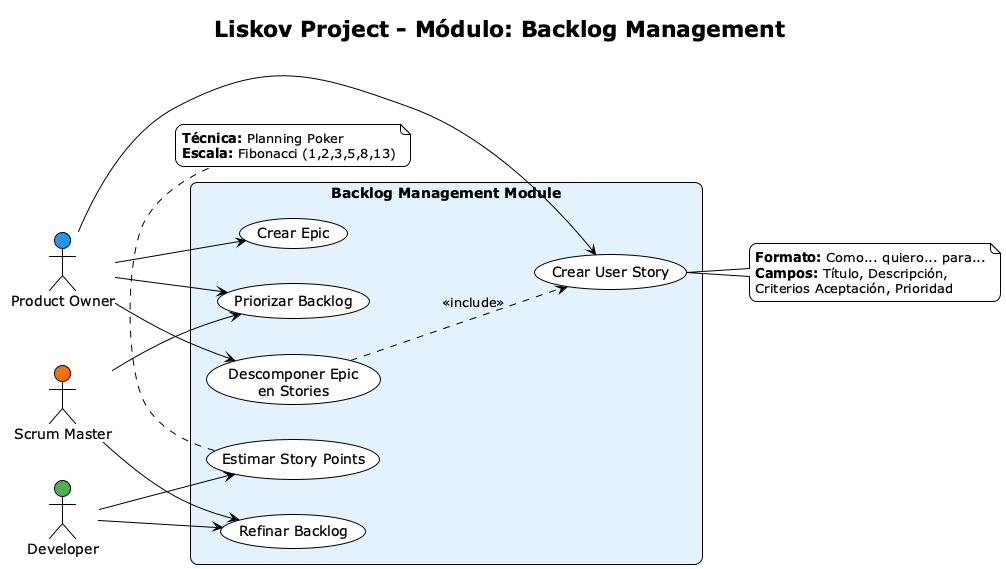 Liskov Project - Módulo: Backlog Management
Técnica: Planning Poker
Escala: Fibonacci (1,2,3,5,8,13)
Backlog Management Module
Crear Epic
Crear User Story
Formato: Como... quiero... para...
Campos: Título, Descripción,
Criterios Aceptación, Prioridad
Product Owner
Priorizar Backlog
«include»
Descomponer Epic
en Stories
Scrum Master
Estimar Story Points
Refinar Backlog
Developer